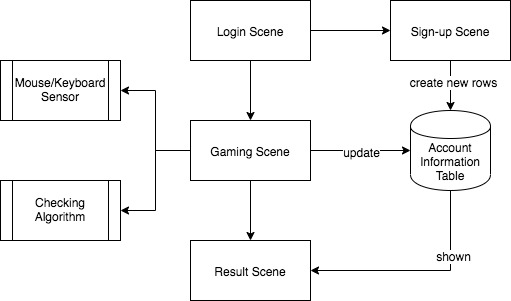 Login Scene
Sign-up Scene
create new rows
Mouse/Keyboard
Sensor
Gaming Scene
update
Account
Information
Table
Checking
Algorithm
Result Scene
shown